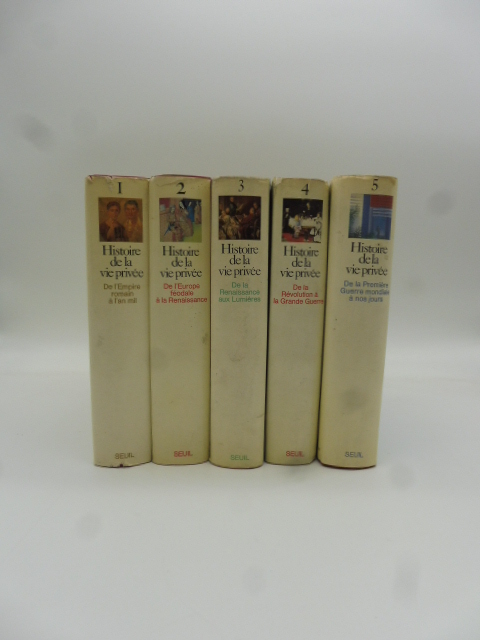 1
Histoire
de la
vie privée
De l'Empire
romain
à l'an mil
2
Histoire
de la
vie privée
De l'Europe
féodale
à la Renaissance
SEUIL
3
Histoire
de la
vie privée
De la
Renaissance
aux Lumières
SEUIL
4
Histoire
de la
vie privée
De la
Révolution à
la Grande Guerre
SEUIL
5
Histoire
de la
vie privée
De la Première
Guerre mondiale
à nos jours
SEUIL